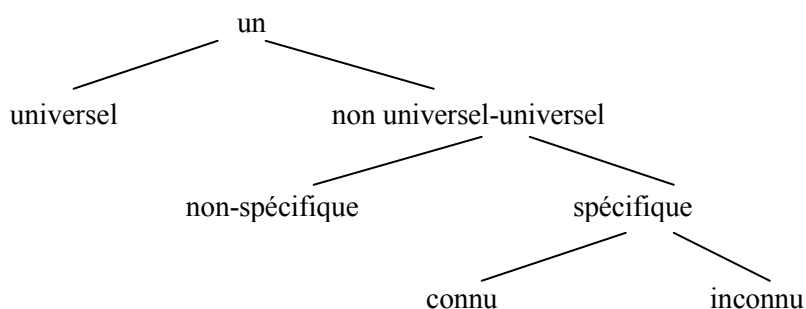 un
universel
non universel-universel
non-spécifique
spécifique
connu
inconnu